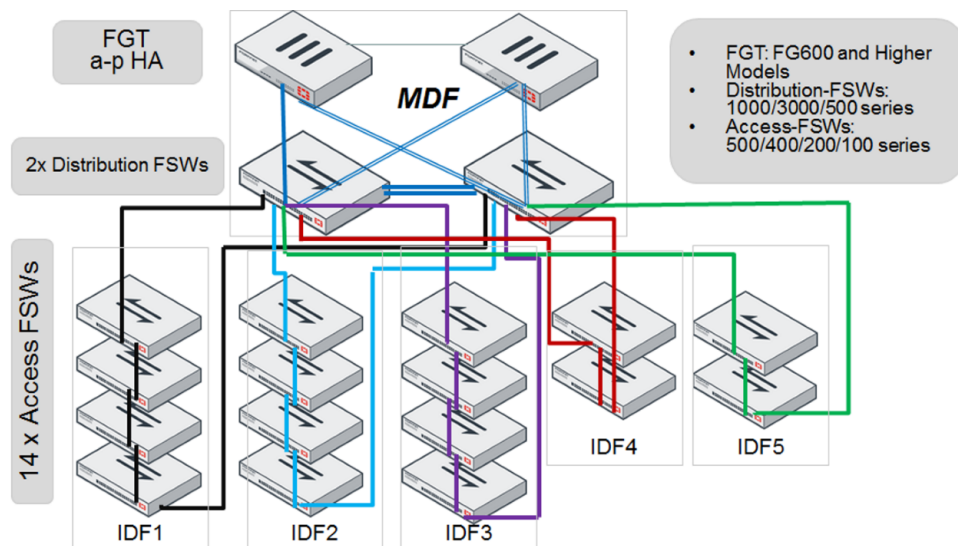 FGT
a-p HA
MDF
• FGT: FG600 and Higher
Models
• Distribution-FSWs:
1000/3000/500 series
• Access-FSWs:
500/400/200/100 series
2x Distribution FSWs
14 x Access FSWs
IDF1
IDF2
IDF3
IDF4
IDF5